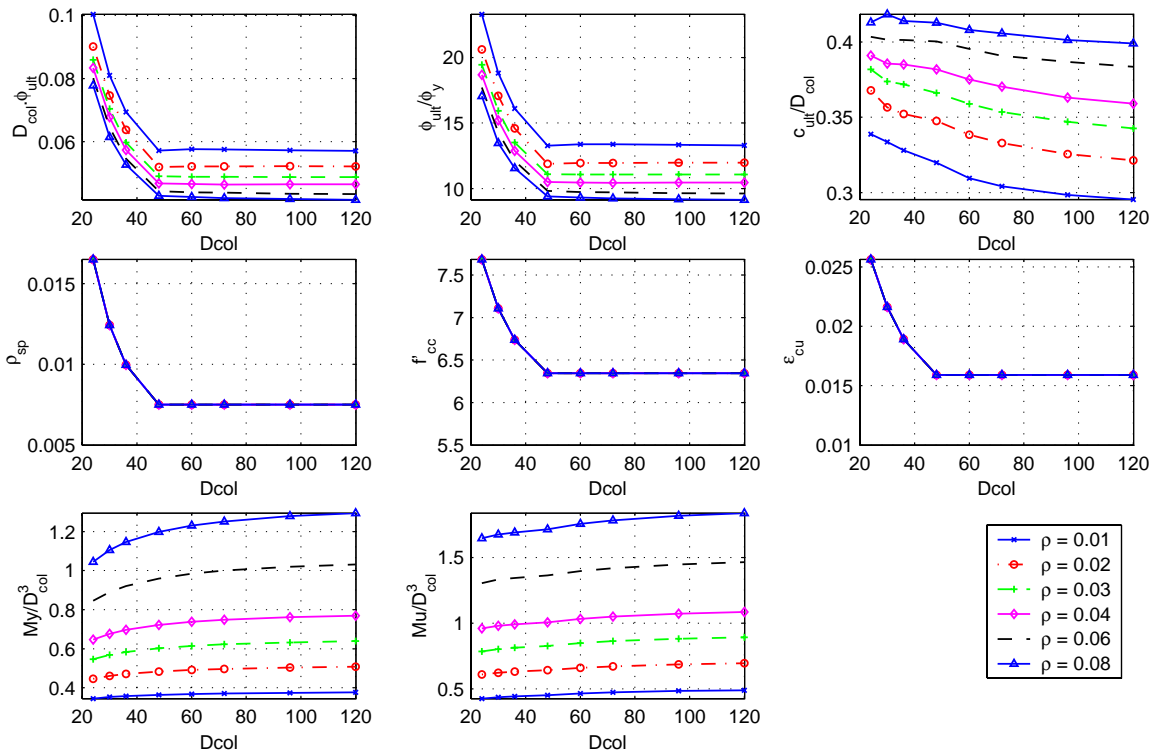 0.1
0.08
0.06
D_col.ϕ_ult
20 40 60 80 100 120
Dcol
20
15
10
ϕ_ult/ϕ_y
20 40 60 80 100 120
Dcol
0.4
0.35
0.3
c_ult/D_col
20 40 60 80 100 120
Dcol
0.015
0.01
0.005
ρ_sp
20 40 60 80 100 120
Dcol
7.5
7
6.5
6
5.5
f'_cc
20 40 60 80 100 120
Dcol
0.025
0.02
0.015
0.01
ε_cu
20 40 60 80 100 120
Dcol
1.2
1
0.8
0.6
0.4
My/D^3_col
20 40 60 80 100 120
Dcol
1.5
1
0.5
Mu/D^3_col
20 40 60 80 100 120
Dcol
ρ = 0.01
ρ = 0.02
ρ = 0.03
ρ = 0.04
ρ = 0.06
ρ = 0.08